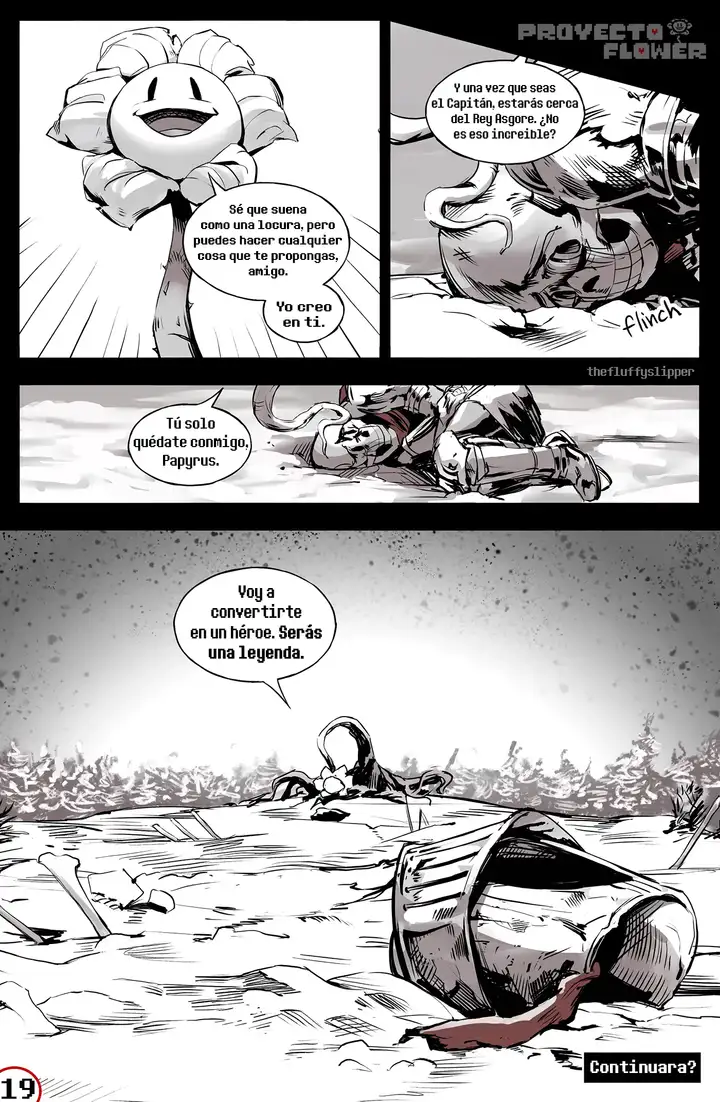 PROYECTO
FLOWER
Sé que suena
como una locura, pero
puedes hacer cualquier
cosa que te propongas,
amigo.
Yo creo
en ti.
Y una vez que seas
el Capitán, estarás cerca
del Rey Asgore. ¿No
es eso increible?
flinch
thefluffyslipper
Tú solo
quédate conmigo,
Papyrus.
Voy a
convertirte
en un héroe. Serás
una leyenda.
Continuara?
19